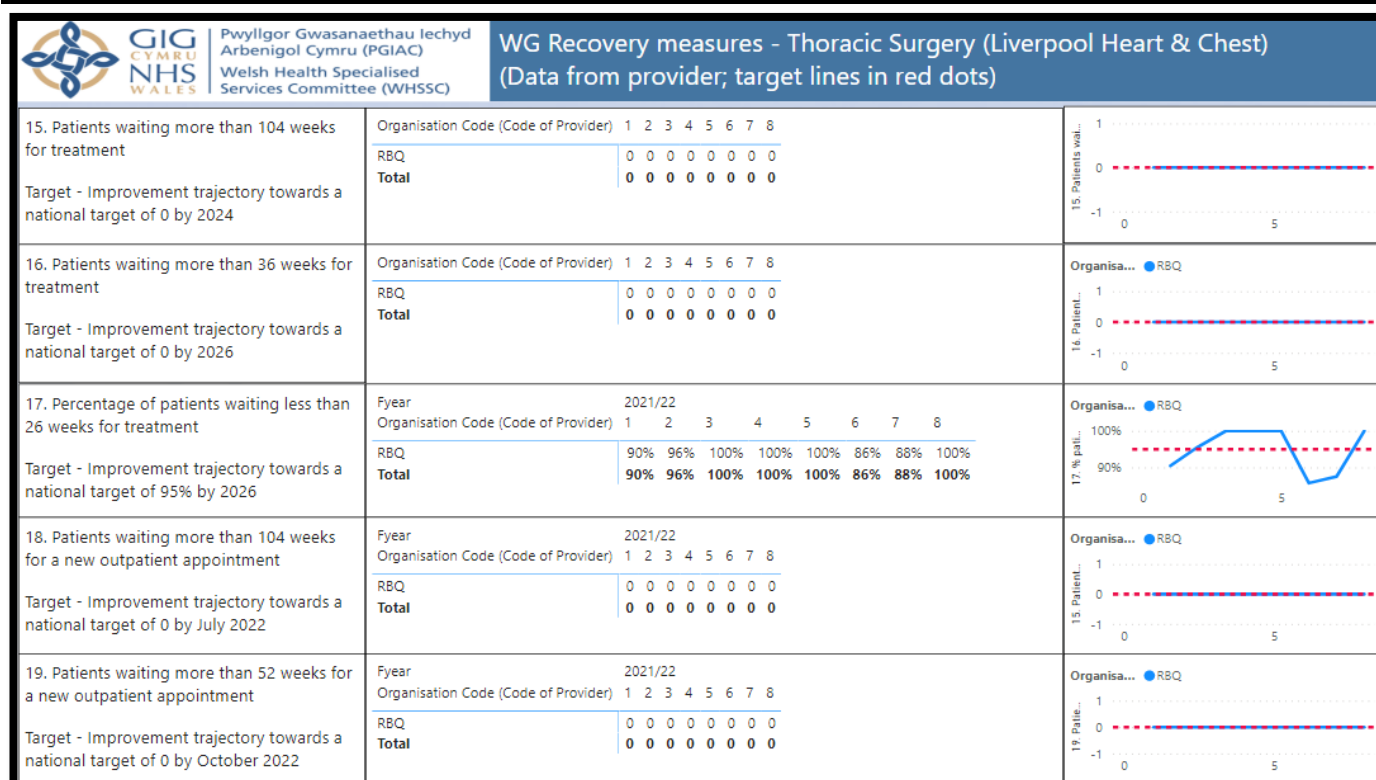 GIG
CYMRU
NHS
WALES
Pwyllgor Gwasanaethau Iechyd
Arbenigol Cymru (PGIAC)
Welsh Health Specialised
Services Committee (WHSSC)
WG Recovery measures - Thoracic Surgery (Liverpool Heart & Chest)
(Data from provider; target lines in red dots)
15. Patients waiting more than 104 weeks
for treatment
Target - Improvement trajectory towards a
national target of 0 by 2024
Organisation Code (Code of Provider) 1 2 3 4 5 6 7 8
RBQ 0 0 0 0 0 0 0 0
Total 0 0 0 0 0 0 0 0
15. Patients wai...
1
0
-1
0 5
16. Patients waiting more than 36 weeks for
treatment
Target - Improvement trajectory towards a
national target of 0 by 2026
Organisation Code (Code of Provider) 1 2 3 4 5 6 7 8
RBQ 0 0 0 0 0 0 0 0
Total 0 0 0 0 0 0 0 0
Organisa... RBQ
16. Patient...
1
0
-1
0 5
17. Percentage of patients waiting less than
26 weeks for treatment
Target - Improvement trajectory towards a
national target of 95% by 2026
Fyear 2021/22
Organisation Code (Code of Provider) 1 2 3 4 5 6 7 8
RBQ 90% 96% 100% 100% 100% 86% 88% 100%
Total 90% 96% 100% 100% 100% 86% 88% 100%
Organisa... RBQ
17. % pati...
100%
90%
0 5
18. Patients waiting more than 104 weeks
for a new outpatient appointment
Target - Improvement trajectory towards a
national target of 0 by July 2022
Fyear 2021/22
Organisation Code (Code of Provider) 1 2 3 4 5 6 7 8
RBQ 0 0 0 0 0 0 0 0
Total 0 0 0 0 0 0 0 0
Organisa... RBQ
15. Patient...
1
0
-1
0 5
19. Patients waiting more than 52 weeks for
a new outpatient appointment
Target - Improvement trajectory towards a
national target of 0 by October 2022
Fyear 2021/22
Organisation Code (Code of Provider) 1 2 3 4 5 6 7 8
RBQ 0 0 0 0 0 0 0 0
Total 0 0 0 0 0 0 0 0
Organisa... RBQ
19. Patie...
1
0
-1
0 5